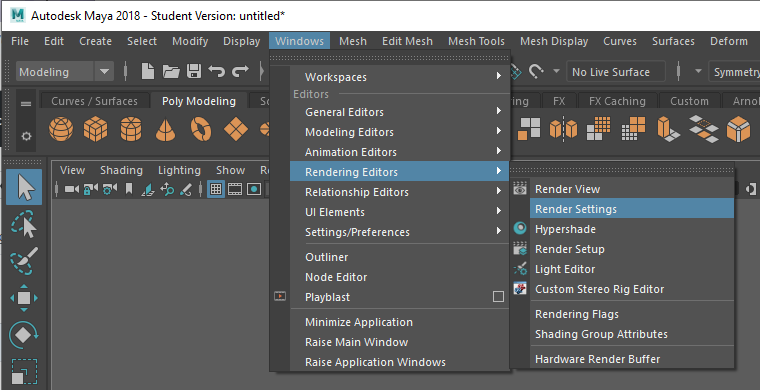 Autodesk Maya 2018 - Student Version: untitled*
File Edit Create Select Modify Display Windows Mesh Edit Mesh Mesh Tools Mesh Display Curves Surfaces Deform
Modeling No Live Surface Symmetry
Workspaces
Editors
Curves / Surfaces Poly Modeling FX FX Caching Custom
General Editors
Modeling Editors
Animation Editors
View Shading Lighting Show
Rendering Editors
Relationship Editors
UI Elements
Settings/Preferences
Outliner
Node Editor
Playblast
Minimize Application
Raise Main Window
Raise Application Windows
Render View
Render Settings
Hypershade
Render Setup
Light Editor
Custom Stereo Rig Editor
Rendering Flags
Shading Group Attributes
Hardware Render Buffer